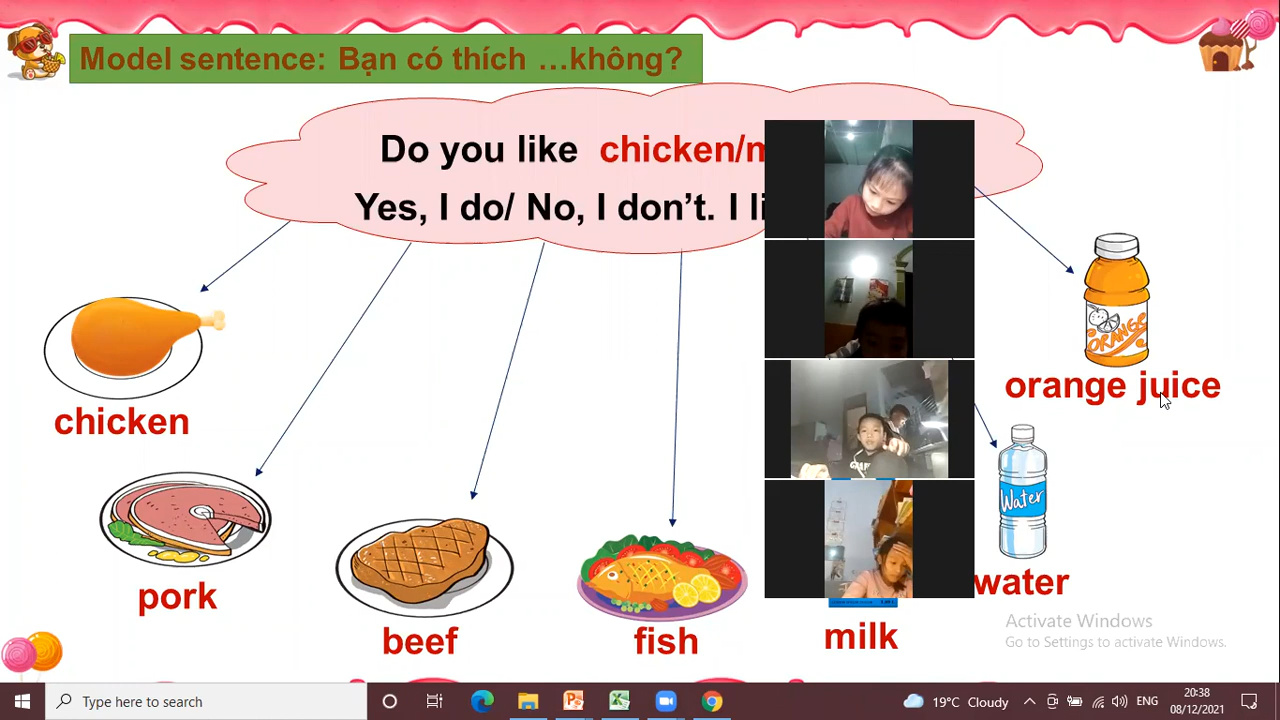 Model sentence: Bạn có thích …không?
Do you like chicken/
Yes, I do/ No, I don’t. I
ORANGE
orange juice
chicken
Water
water
pork
beef
fish
milk
Activate Windows
Go to Settings to activate Windows.
Type here to search
19°C Cloudy
ENG
20:38
08/12/2021